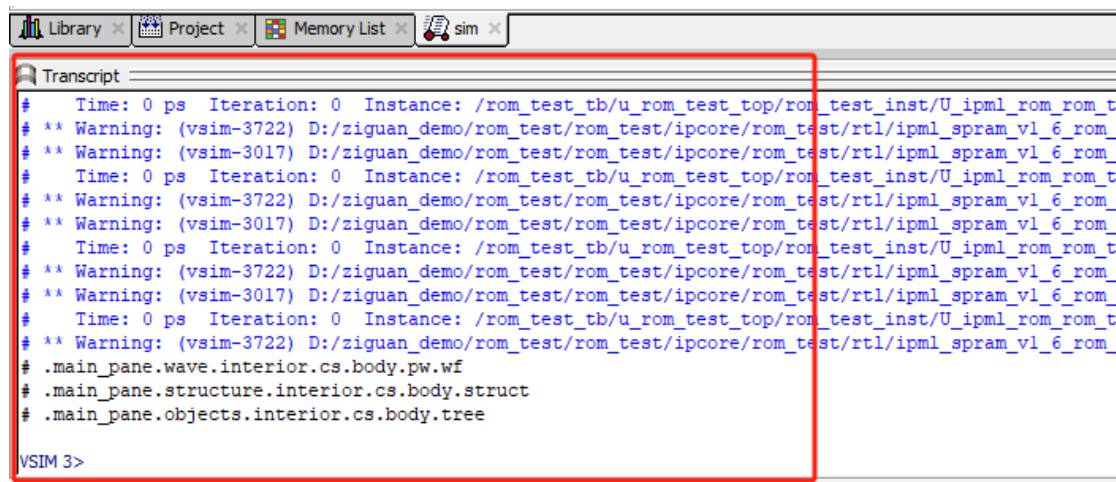 Library Project Memory List sim
Transcript
# Time: 0 ps Iteration: 0 Instance: /rom_test_tb/u_rom_test_top/rom_test_inst/U_ipml_rom_rom_t
# ** Warning: (vsim-3722) D:/ziguan_demo/rom_test/rom_test/ipcore/rom_test/rtl/ipml_spram_v1_6_rom_
# ** Warning: (vsim-3017) D:/ziguan_demo/rom_test/rom_test/ipcore/rom_test/rtl/ipml_spram_v1_6_rom_
# Time: 0 ps Iteration: 0 Instance: /rom_test_tb/u_rom_test_top/rom_test_inst/U_ipml_rom_rom_t
# ** Warning: (vsim-3722) D:/ziguan_demo/rom_test/rom_test/ipcore/rom_test/rtl/ipml_spram_v1_6_rom_
# ** Warning: (vsim-3017) D:/ziguan_demo/rom_test/rom_test/ipcore/rom_test/rtl/ipml_spram_v1_6_rom_
# Time: 0 ps Iteration: 0 Instance: /rom_test_tb/u_rom_test_top/rom_test_inst/U_ipml_rom_rom_t
# ** Warning: (vsim-3722) D:/ziguan_demo/rom_test/rom_test/ipcore/rom_test/rtl/ipml_spram_v1_6_rom_
# ** Warning: (vsim-3017) D:/ziguan_demo/rom_test/rom_test/ipcore/rom_test/rtl/ipml_spram_v1_6_rom_
# Time: 0 ps Iteration: 0 Instance: /rom_test_tb/u_rom_test_top/rom_test_inst/U_ipml_rom_rom_t
# ** Warning: (vsim-3722) D:/ziguan_demo/rom_test/rom_test/ipcore/rom_test/rtl/ipml_spram_v1_6_rom_
# .main_pane.wave.interior.cs.body.pw.wf
# .main_pane.structure.interior.cs.body.struct
# .main_pane.objects.interior.cs.body.tree
VSIM 3>